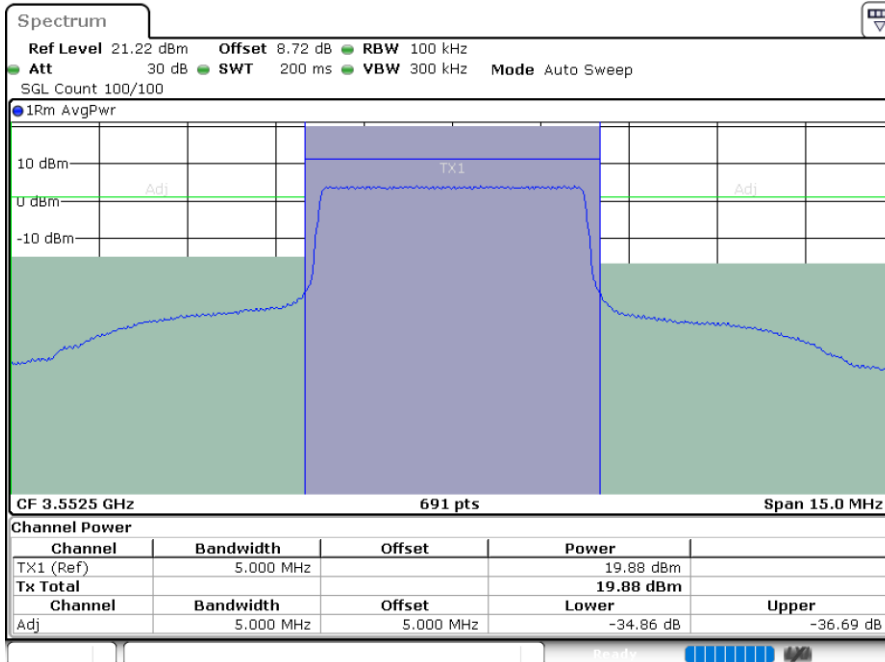 Spectrum
Ref Level 21.22 dBm Offset 8.72 dB RBW 100 kHz
Att 30 dB SWT 200 ms VBW 300 kHz Mode Auto Sweep
SGL Count 100/100
1Rm AvgPwr
10 dBm
TX1
Adj Adj
0 dBm
-10 dBm
CF 3.5525 GHz 691 pts Span 15.0 MHz
Channel Power
Channel Bandwidth Offset Power
TX1 (Ref) 5.000 MHz 19.88 dBm
Tx Total 19.88 dBm
Channel Bandwidth Offset Lower Upper
Adj 5.000 MHz 5.000 MHz -34.86 dB -36.69 dB
Ready